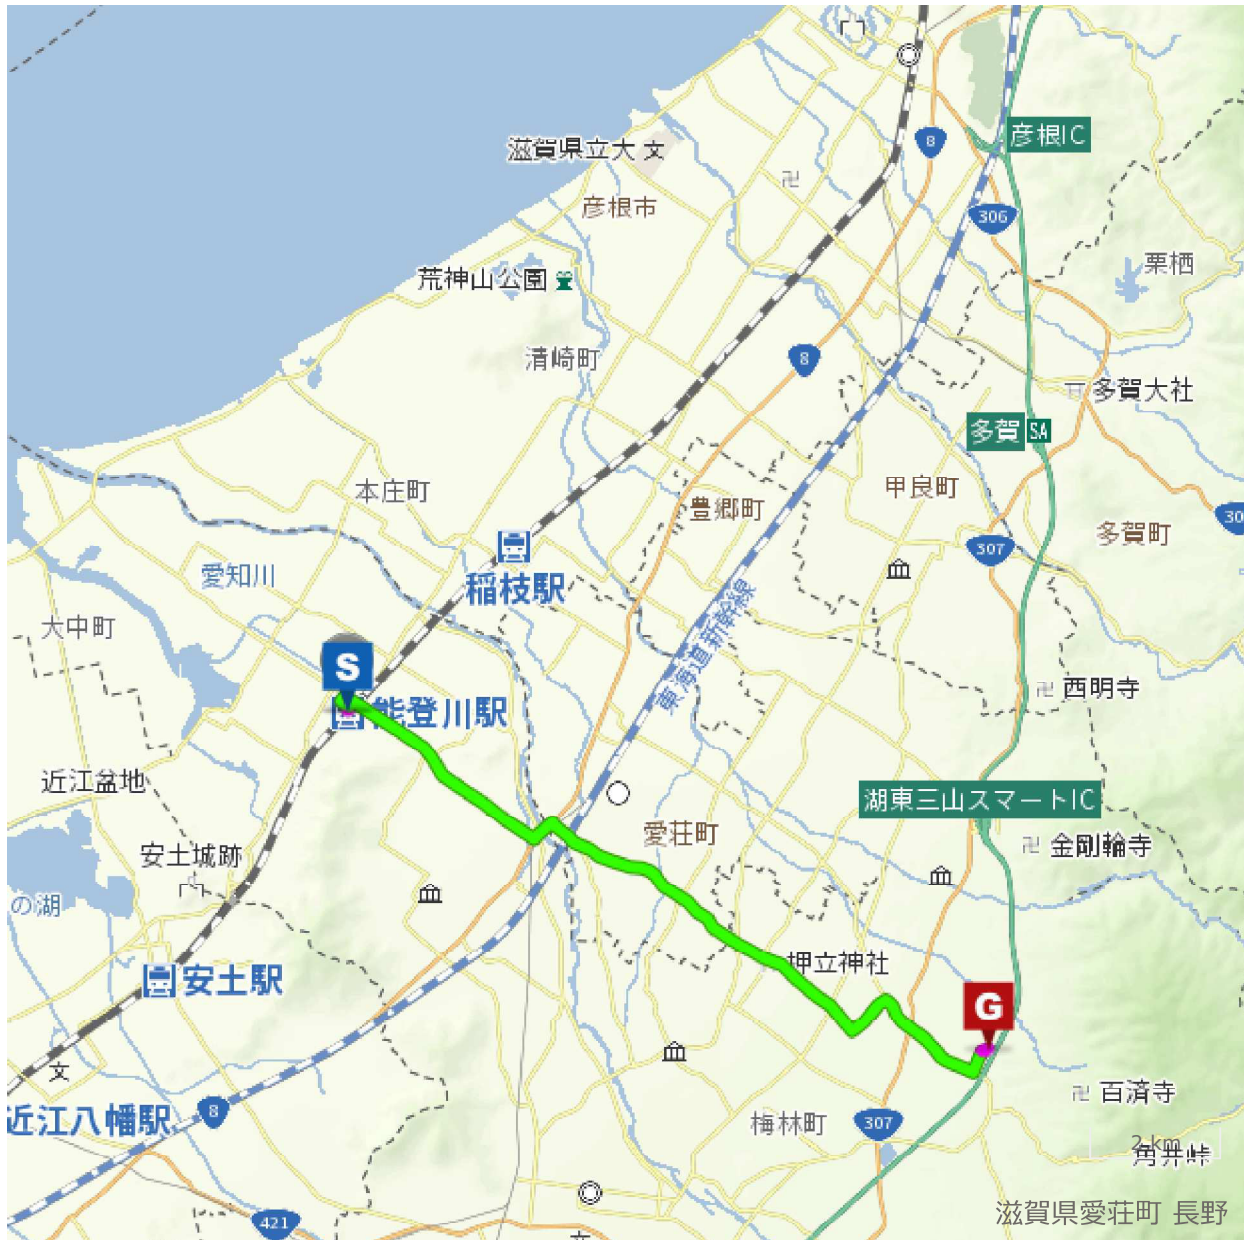 彦根IC
8
滋賀県立大
彦根市
306
栗栖
荒神山公園
清崎町
8
多賀大社
多賀
SA
本庄町
豊郷町
甲良町
30
多賀町
稲枝駅
307
愛知川
東海道新幹線
大中町
S
西明寺
能登川駅
近江盆地
湖東三山スマートIC
愛荘町
金剛輪寺
安土城跡
の湖
押立神社
安土駅
G
百済寺
近江八幡駅
8
梅林町
307
2 km
角井峠
421
滋賀県愛荘町 長野